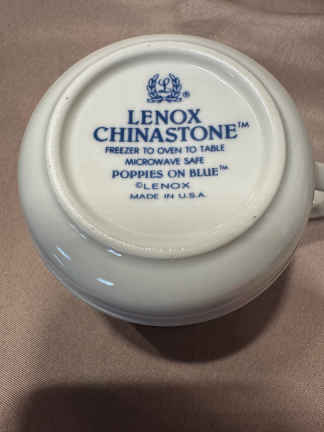 L ®
LENOX
CHINASTONE™
FREEZER TO OVEN TO TABLE
MICROWAVE SAFE
POPPIES ON BLUE™
©LENOX
MADE IN U.S.A.